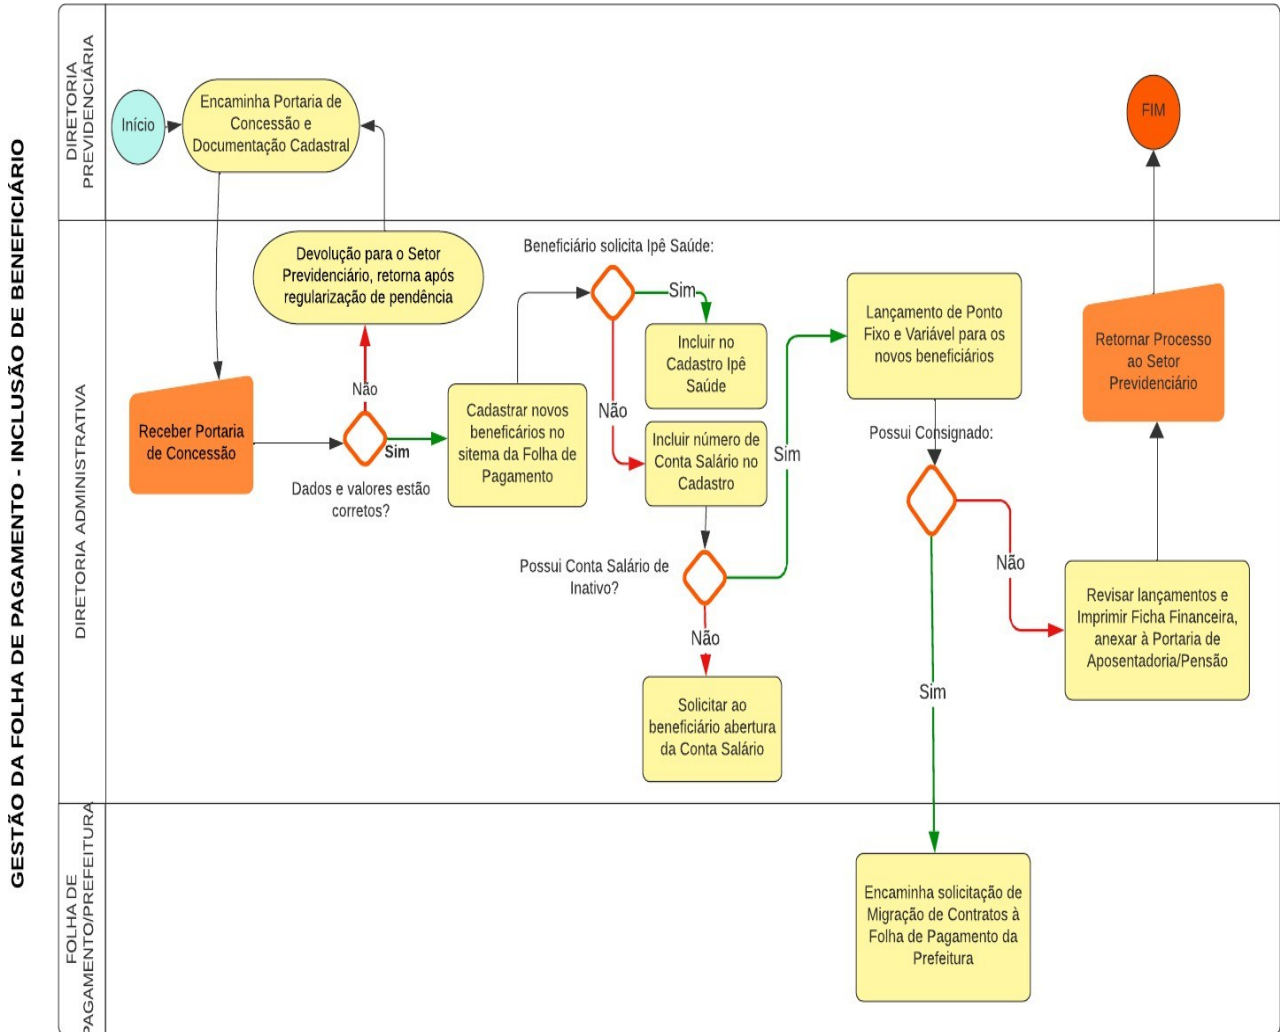 GESTÃO DA FOLHA DE PAGAMENTO - INCLUSÃO DE BENEFICIÁRIO
DIRETORIA
PREVIDENCIÁRIA
Início
Encaminha Portaria de
Concessão e
Documentação Cadastral
FIM
DIRETORIA ADMINISTRATIVA
Devolução para o Setor
Previdenciário, retorna após
regularização de pendência
Não
Receber Portaria
de Concessão
Sim
Dados e valores estão
corretos?
Cadastrar novos
beneficários no
sitema da Folha de
Pagamento
Beneficiário solicita Ipê Saúde:
Sim
Incluir no
Cadastro Ipê
Saúde
Não
Incluir número de
Conta Salário no
Cadastro
Possui Conta Salário de
Inativo?
Sim
Não
Solicitar ao
beneficiário abertura
da Conta Salário
Lançamento de Ponto
Fixo e Variável para os
novos beneficiários
Possui Consignado:
Não
Sim
Revisar lançamentos e
Imprimir Ficha Financeira,
anexar à Portaria de
Aposentadoria/Pensão
Retornar Processo
ao Setor
Previdenciário
FOLHA DE
PAGAMENTO/PREFEITURA
Encaminha solicitação de
Migração de Contratos à
Folha de Pagamento da
Prefeitura